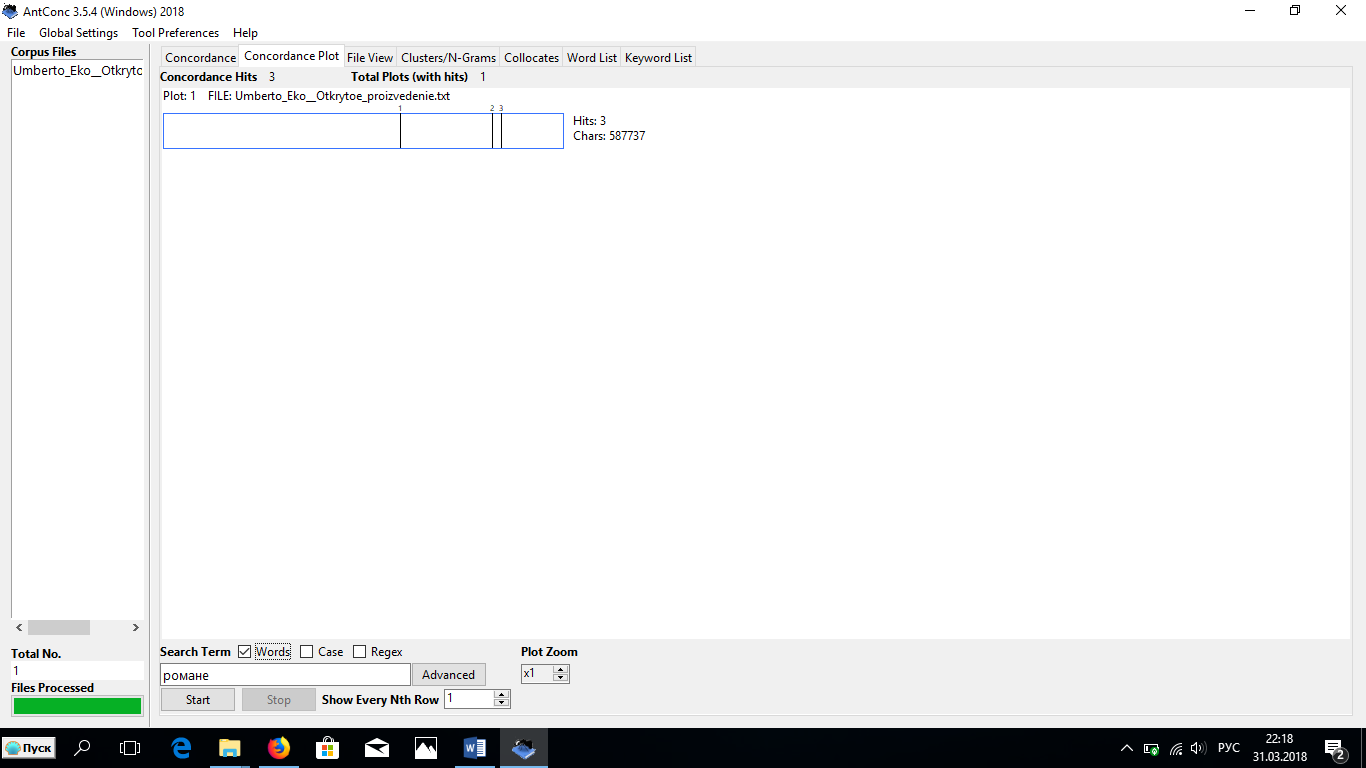 AntConc 3.5.4 (Windows) 2018
File Global Settings Tool Preferences Help
Corpus Files
Umberto_Eko__Otkrytc
Concordance Concordance Plot File View Clusters/N-Grams Collocates Word List Keyword List
Concordance Hits 3 Total Plots (with hits) 1
Plot: 1 FILE: Umberto_Eko__Otkrytoe_proizvedenie.txt
1 2 3
Hits: 3
Chars: 587737
Total No.
1
Files Processed
Search Term Words Case Regex Plot Zoom
романе Advanced x1
Start Stop Show Every Nth Row 1
Пуск РУС 22:18
31.03.2018 2